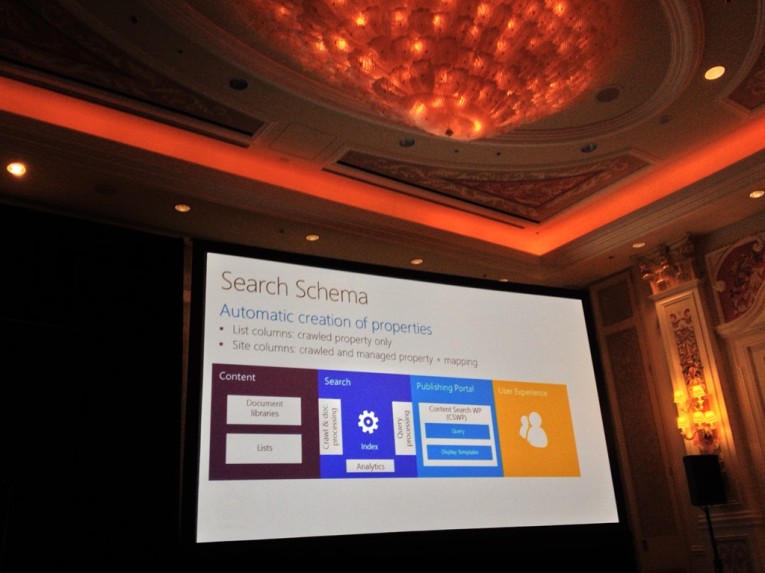 Search Schema
Automatic creation of properties
• List columns: crawled property only
• Site columns: crawled and managed property + mapping
Content
Document
libraries
Lists
Search
Crawl & doc
processing
Index
Query
processing
Analytics
Publishing Portal
Content Search WP
(CSWP)
Query
Display Templates
User Experience